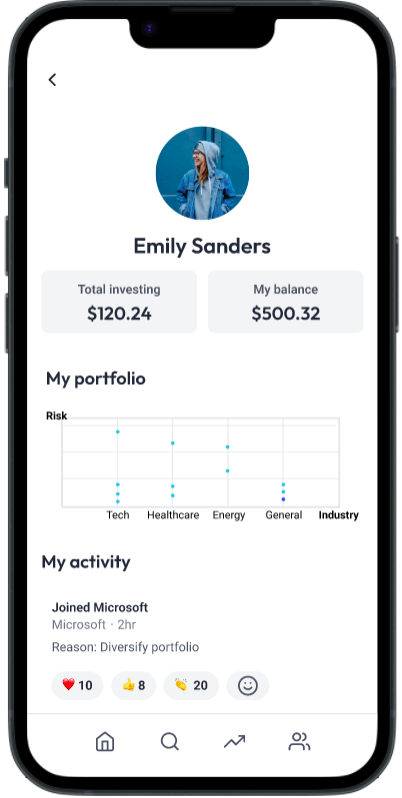 Emily Sanders
Total investing
$120.24
My balance
$500.32
My portfolio
Risk
Tech Healthcare Energy General Industry
My activity
Joined Microsoft
Microsoft · 2hr
Reason: Diversify portfolio
❤️ 10 👍 8 👏 20